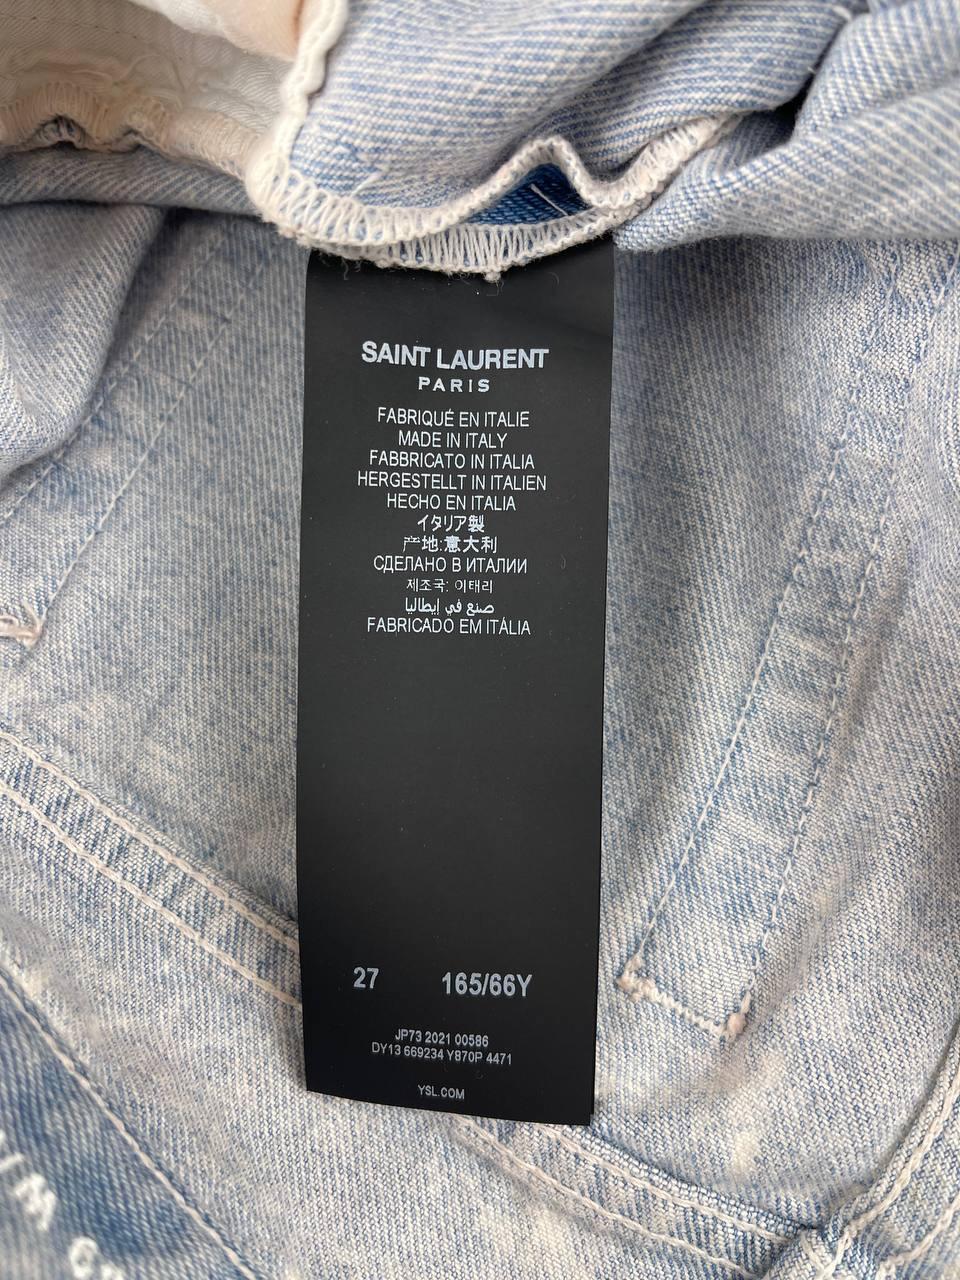 SAINT LAURENT
PARIS
FABRIQUÉ EN ITALIE
MADE IN ITALY
FABBRICATO IN ITALIA
HERGESTELLT IN ITALIEN
HECHO EN ITALIA
イタリア製
产地:意大利
СДЕЛАНО В ИТАЛИИ
제조국: 이태리
صنع في إيطاليا
FABRICADO EM ITÁLIA
27 165/66Y
JP73 2021 00586
DY13 669234 Y870P 4471
YSL.COM